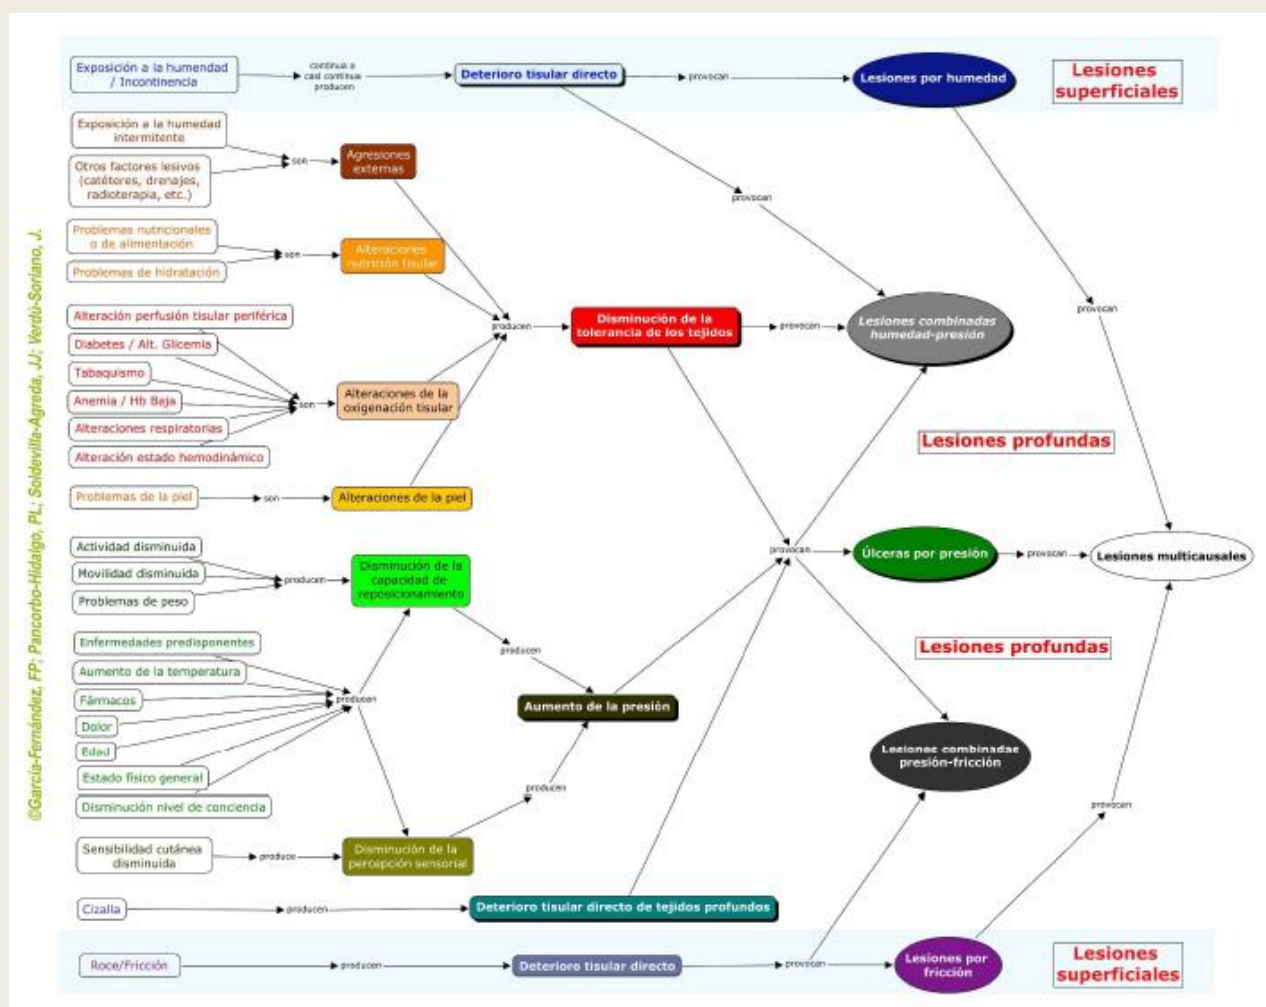 Exposición a la humendad
/ Incontinencia
continua o
casi continua
producen
Deterioro tisular directo
provocan
Lesiones por humedad
Lesiones
superficiales
Exposición a la humedad
intermitente
Otros factores lesivos
(catéteres, drenajes,
radioterapia, etc.)
son
Agresiones
externas
provocan
Problemas nutricionales
o de alimentación
Problemas de hidratación
son
Alteraciones
nutrición tisular
Alteración perfusión tisular periférica
Diabetes / Alt. Glicemia
Tabaquismo
Anemia / Hb Baja
Alteraciones respiratorias
Alteración estado hemodinámico
son
Alteraciones de la
oxigenación tisular
Problemas de la piel
son
Alteraciones de la piel
producen
Disminución de la
tolerancia de los tejidos
provocan
Lesiones combinadas
humedad-presión
provocan
Lesiones profundas
Actividad disminuida
Movilidad disminuida
Problemas de peso
producen
Disminución de la
capacidad de
reposicionamiento
Enfermedades predisponentes
Aumento de la temperatura
Fármacos
Dolor
Edad
Estado físico general
Disminución nivel de conciencia
producen
producen
Aumento de la presión
producen
Sensibilidad cutánea
disminuida
produce
Disminución de la
percepción sensorial
provocan
Úlceras por presión
provocan
Lesiones multicausales
Lesiones profundas
Lesiones combinadas
presión-fricción
provocan
Cizalla
producen
Deterioro tisular directo de tejidos profundos
Roce/Fricción
producen
Deterioro tisular directo
provocan
Lesiones por
fricción
Lesiones
superficiales
©García-Fernández, FP; Pancorbo-Hidalgo, PL; Soldevilla-Agreda, JJ; Verdú-Soriano, J.